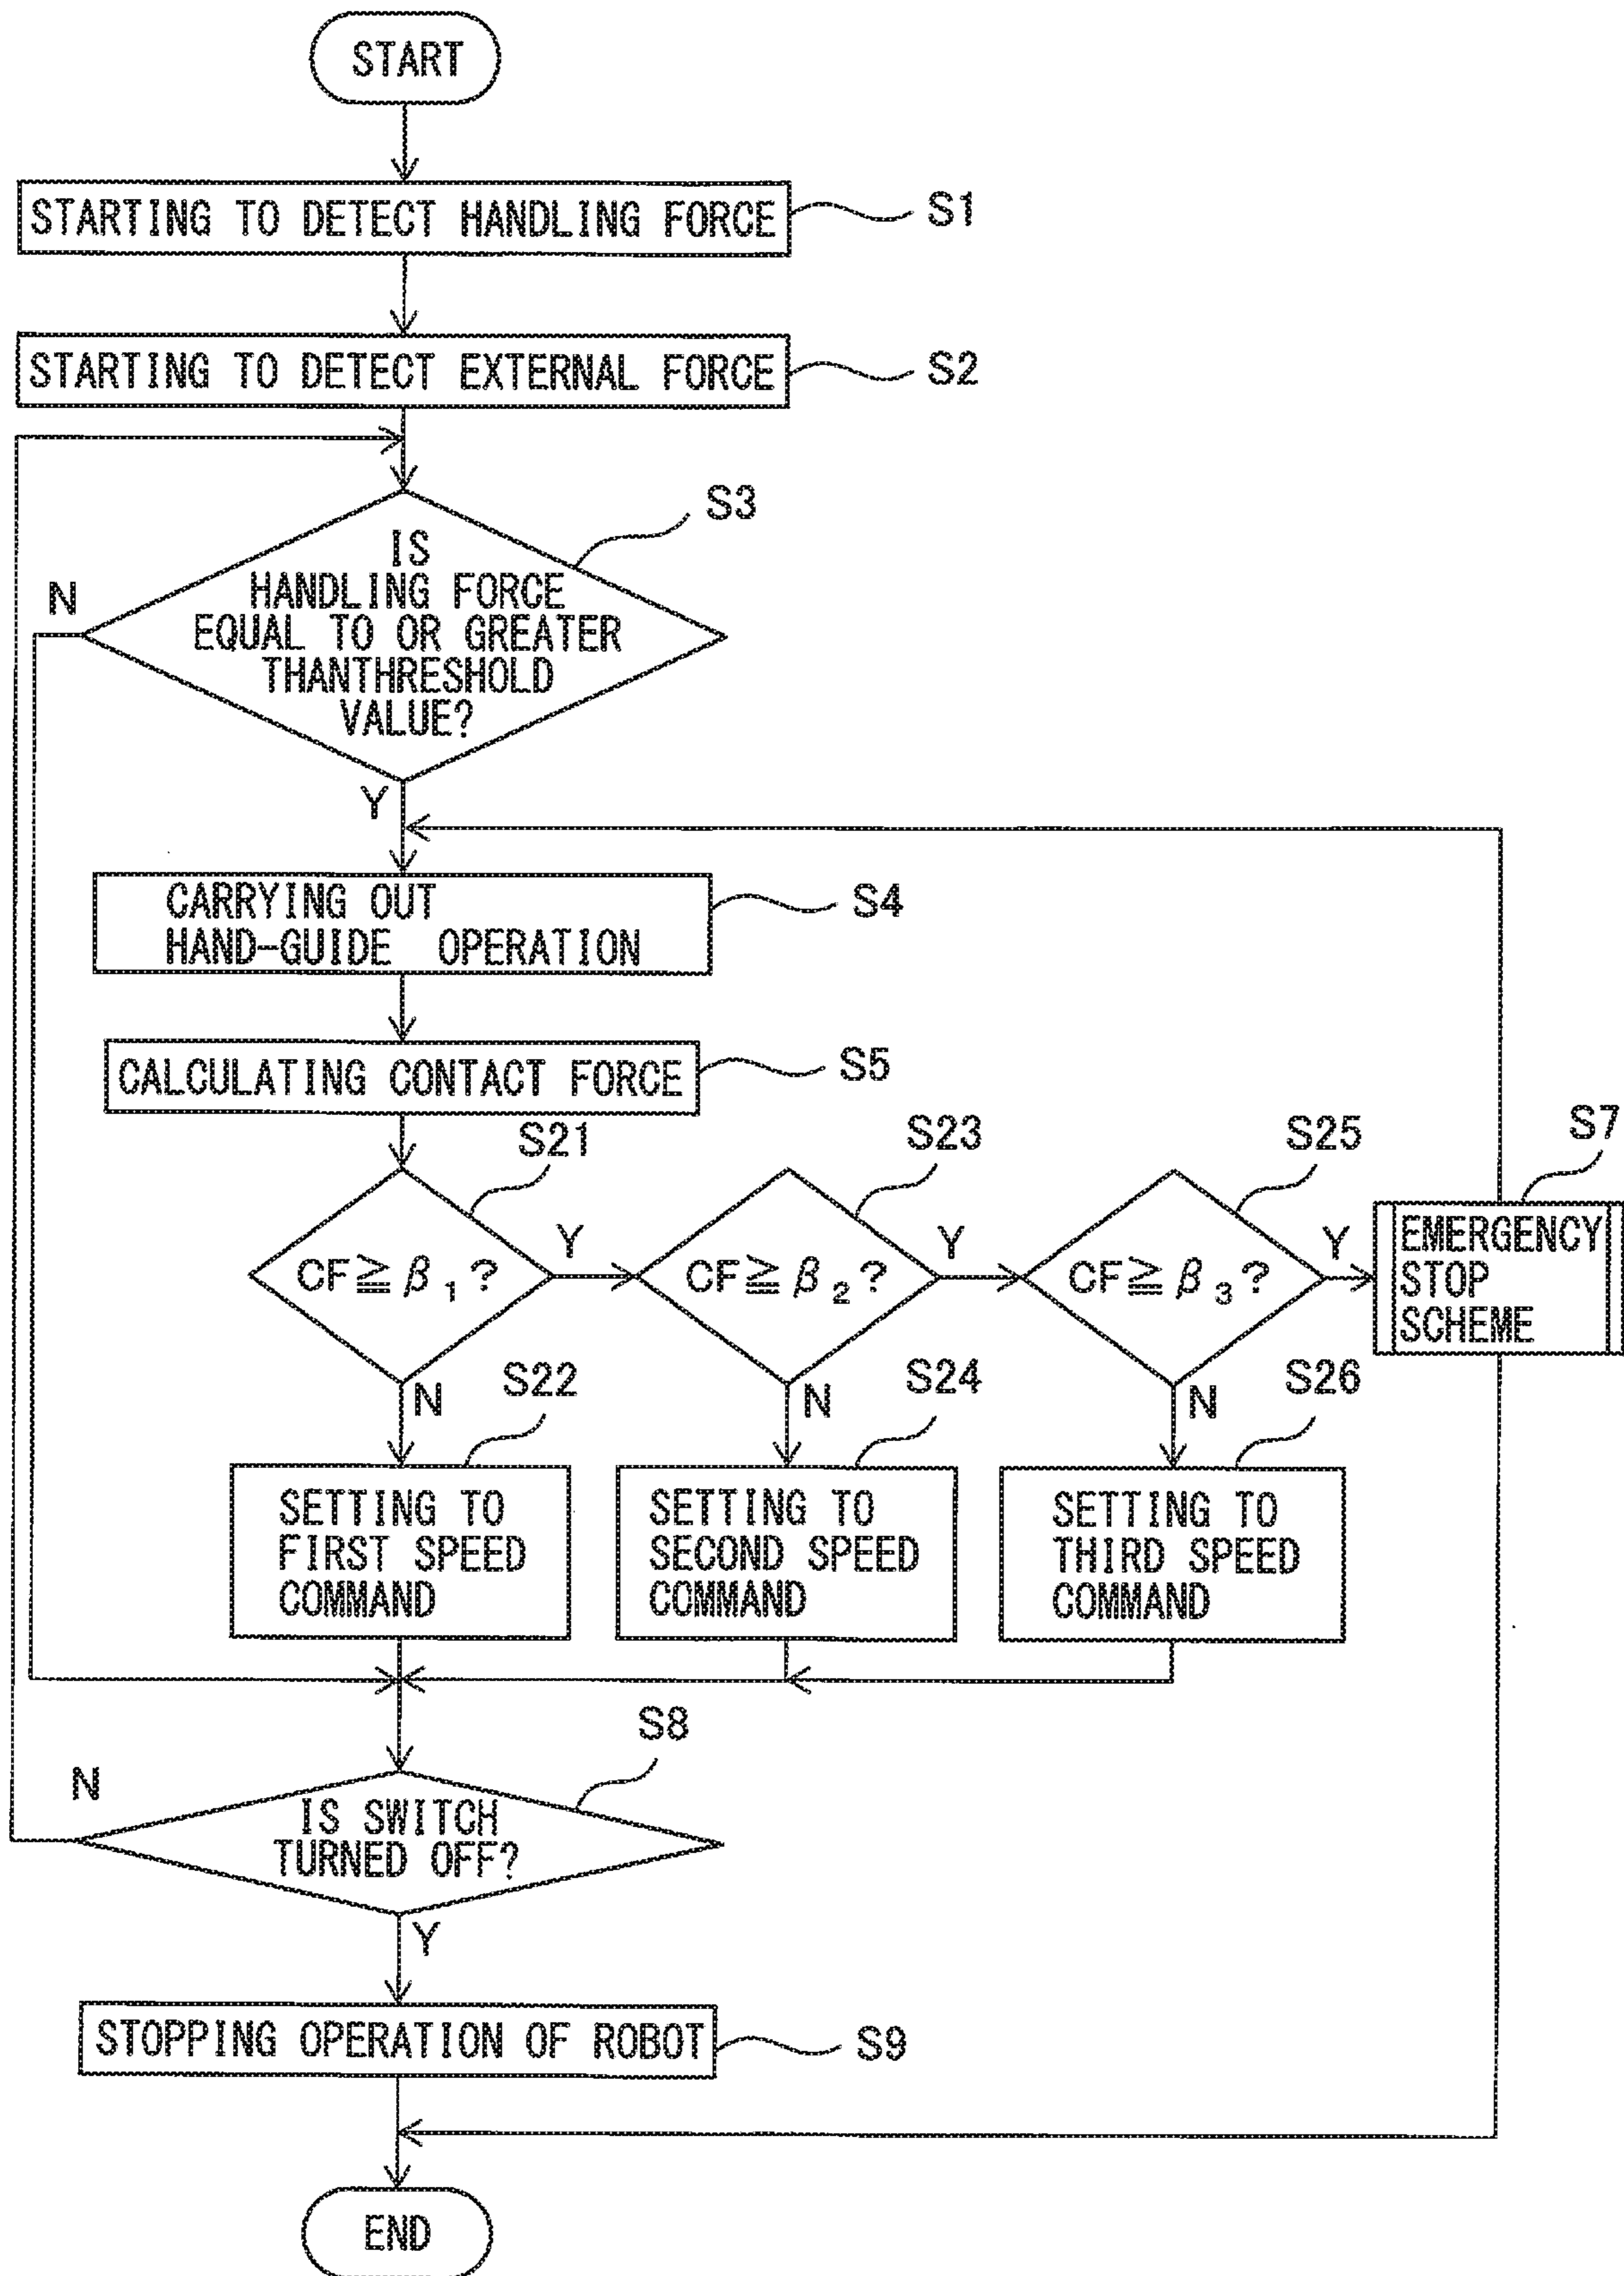 START
STARTING TO DETECT HANDLING FORCE
S1
STARTING TO DETECT EXTERNAL FORCE
S2
S3
IS
HANDLING FORCE
EQUAL TO OR GREATER
THANTHRESHOLD
VALUE?
N
Y
CARRYING OUT
HAND-GUIDE OPERATION
S4
CALCULATING CONTACT FORCE
S5
S21
S23
S25
S7
CF≧β1?
Y
CF≧β2?
Y
CF≧β3?
Y
EMERGENCY
STOP
SCHEME
N
S22
N
S24
N
S26
SETTING TO
FIRST SPEED
COMMAND
SETTING TO
SECOND SPEED
COMMAND
SETTING TO
THIRD SPEED
COMMAND
S8
N
IS SWITCH
TURNED OFF?
Y
STOPPING OPERATION OF ROBOT
S9
END